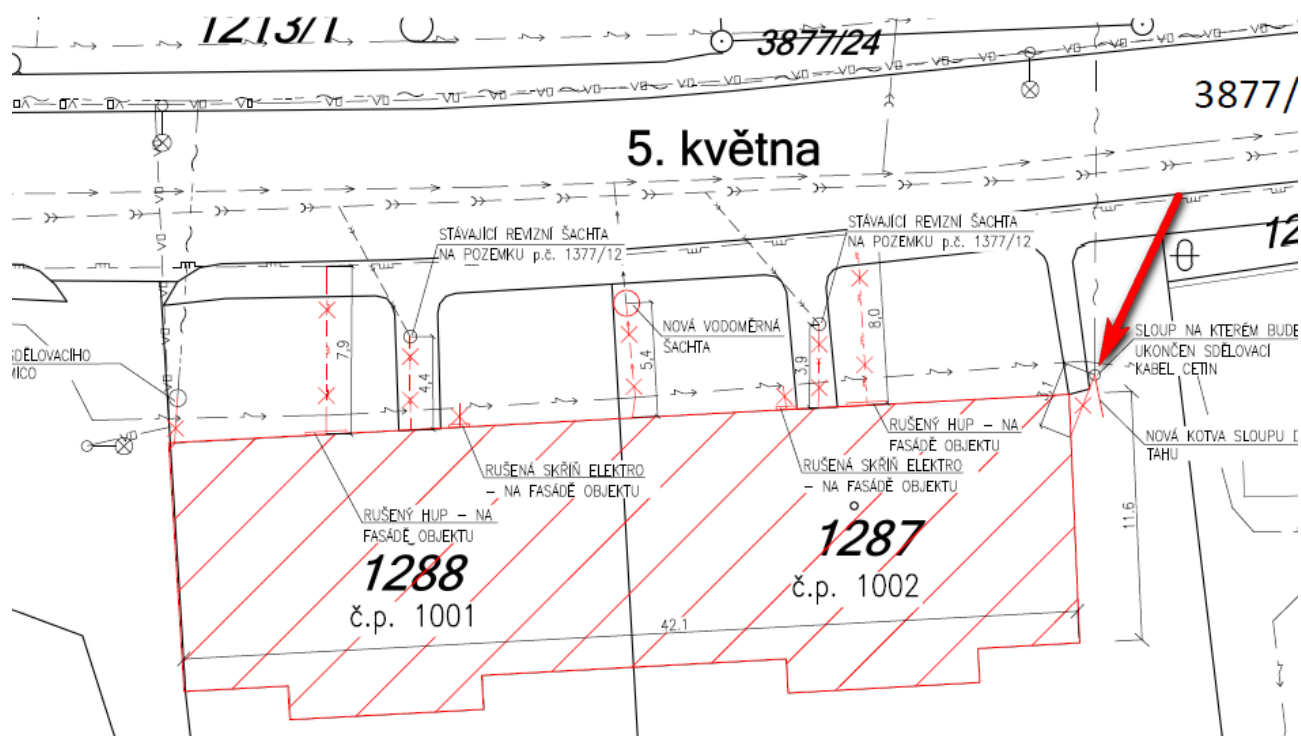 1213/1
3877/24
3877/
5. května
STÁVAJÍCÍ REVIZNÍ ŠACHTA
NA POZEMKU p.č. 1377/12
STÁVAJÍCÍ REVIZNÍ ŠACHTA
NA POZEMKU p.č. 1377/12
12
NOVÁ VODOMĚRNÁ
ŠACHTA
7,9
4,4
5,4
3,9
8,0
3,1
SDĚLOVACÍHO
MICO
SLOUP NA KTERÉM BUDE
UKONČEN SDĚLOVACÍ
KABEL CETIN
RUŠENÝ HUP – NA
FASÁDĚ OBJEKTU
NOVÁ KOTVA SLOUPU D
TAHU
RUŠENÁ SKŘÍŇ ELEKTRO
– NA FASÁDĚ OBJEKTU
RUŠENÁ SKŘÍŇ ELEKTRO
– NA FASÁDĚ OBJEKTU
RUŠENÝ HUP – NA
FASÁDĚ OBJEKTU
11,6
1288
č.p. 1001
1287
č.p. 1002
42.1